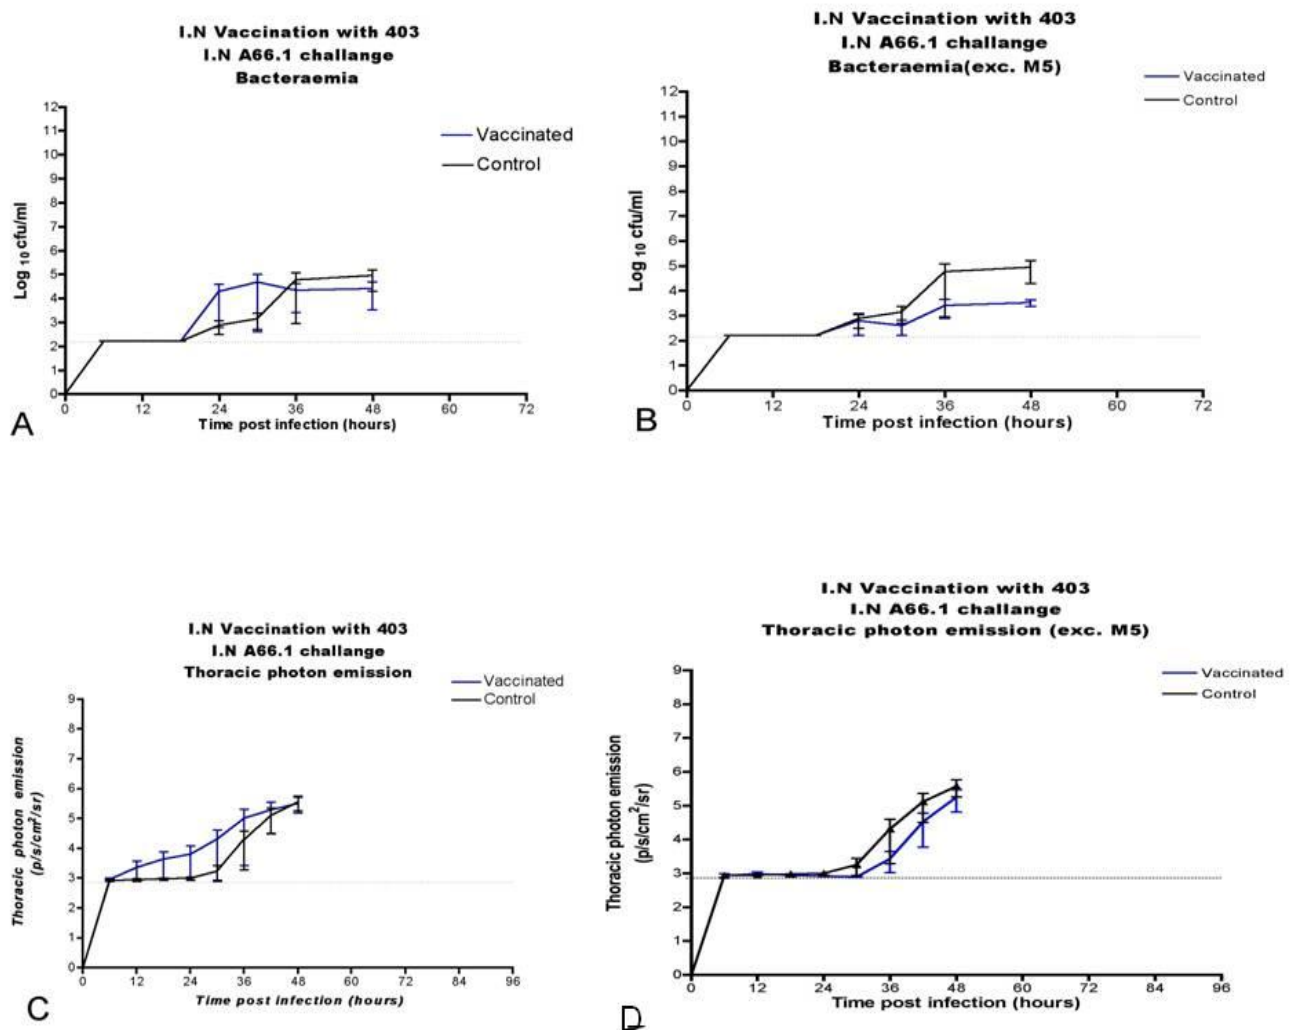 I.N Vaccination with 403
I.N A66.1 challange
Bacteraemia
Vaccinated
Control
Log 10 cfu/ml
12
11
10
9
8
7
6
5
4
3
2
1
0
0 12 24 36 48 60 72
Time post infection (hours)
A
I.N Vaccination with 403
I.N A66.1 challange
Bacteraemia(exc. M5)
Vaccinated
Control
Log 10 cfu/ml
12
11
10
9
8
7
6
5
4
3
2
1
0
0 12 24 36 48 60 72
Time post infection (hours)
B
I.N Vaccination with 403
I.N A66.1 challange
Thoracic photon emission
Vaccinated
Control
Thoracic photon emission
(p/s/cm²/sr)
9
8
7
6
5
4
3
2
1
0
0 12 24 36 48 60 72 84 96
Time post infection (hours)
C
I.N Vaccination with 403
I.N A66.1 challange
Thoracic photon emission (exc. M5)
Vaccinated
Control
Thoracic photon emission
(p/s/cm²/sr)
9
8
7
6
5
4
3
2
1
0
0 12 24 36 48 60 72 84 96
Time post infection (hours)
D